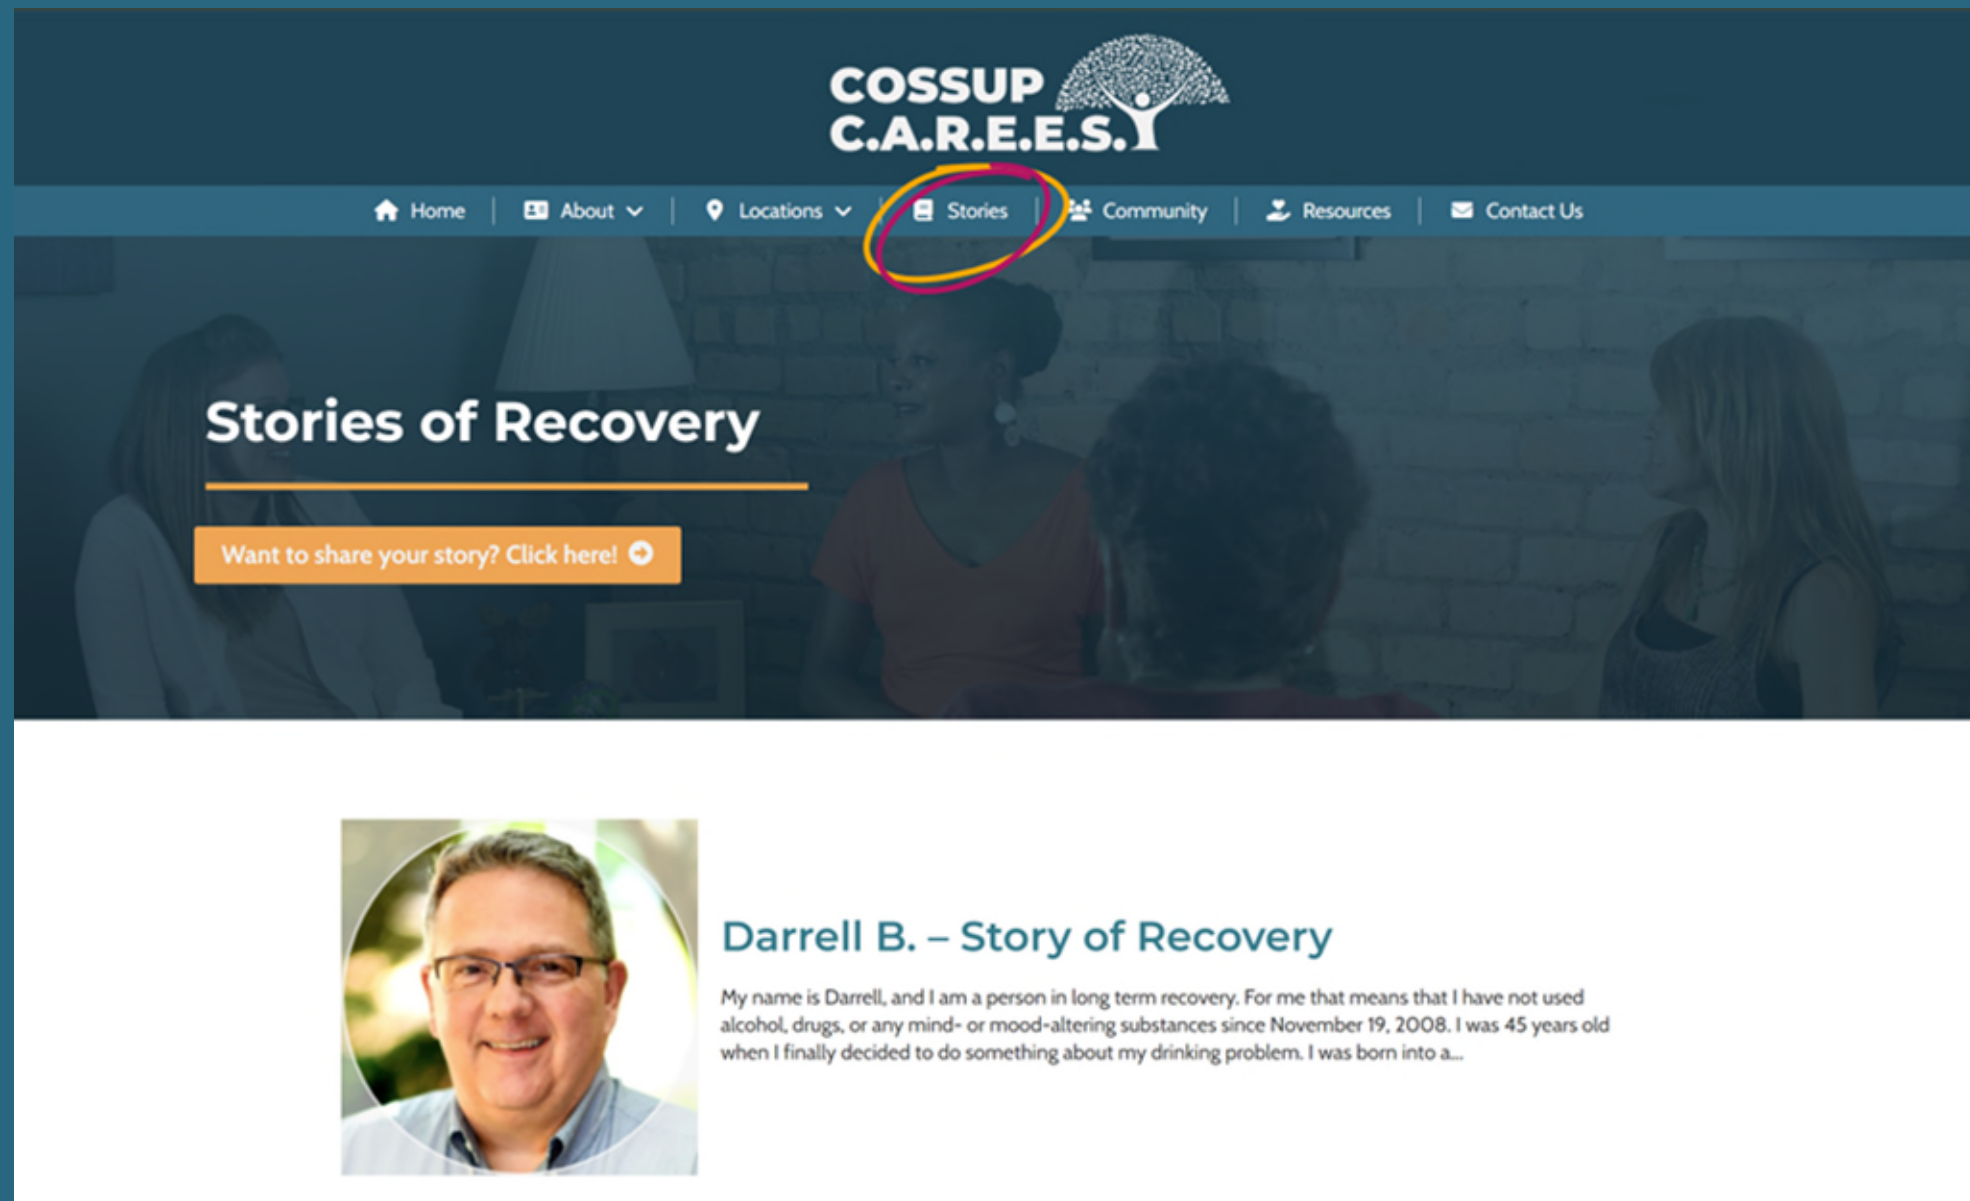 COSSUP
C.A.R.E.E.S.
Home
About
Locations
Stories
Community
Resources
Contact Us
Stories of Recovery
Want to share your story? Click here!
Darrell B. – Story of Recovery
My name is Darrell, and I am a person in long term recovery. For me that means that I have not used
alcohol, drugs, or any mind- or mood-altering substances since November 19, 2008. I was 45 years old
when I finally decided to do something about my drinking problem. I was born into a...